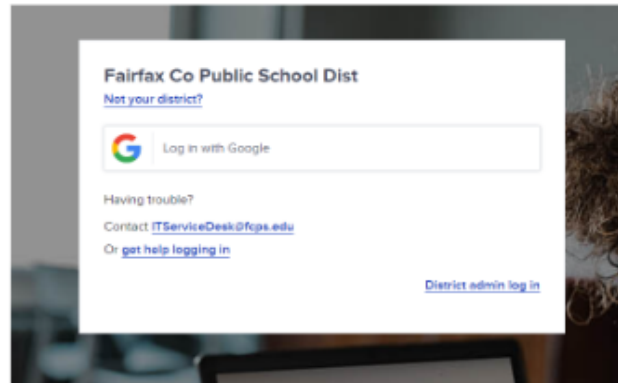 Fairfax Co Public School Dist
Not your district?
Log in with Google
Having trouble?
Contact ITServiceDesk@fcps.edu
Or get help logging in
District admin log in